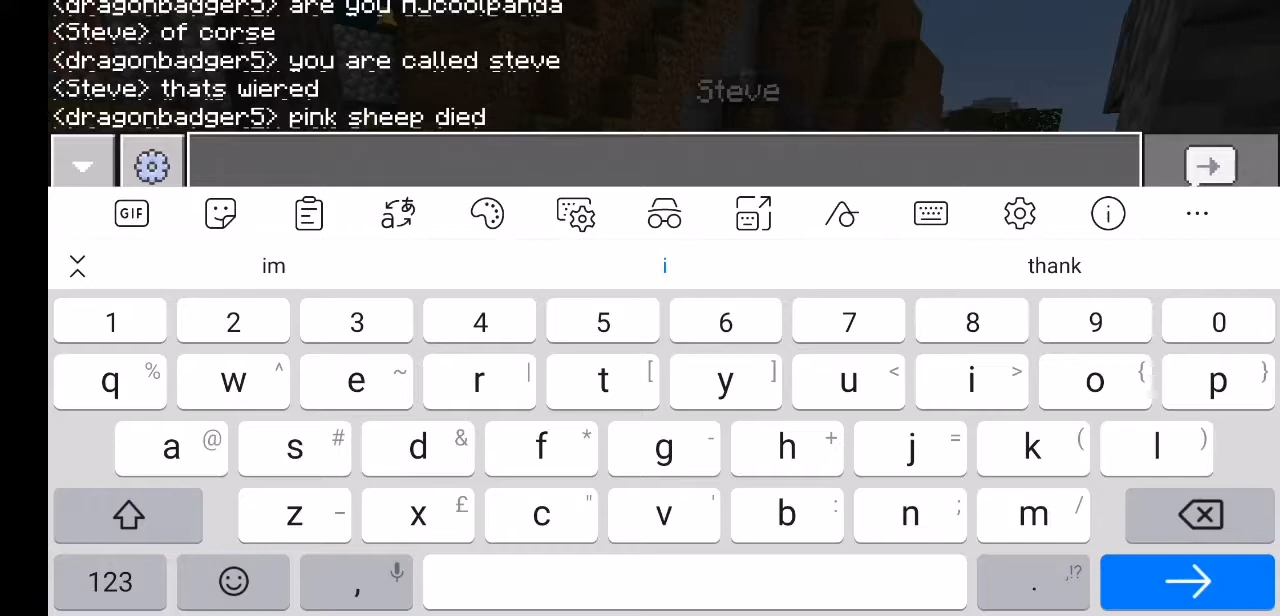 <dragonbadger5> are you HJcoolpanda
<Steve> of corse
<dragonbadger5> you are called steve
<Steve> thats wiered
<dragonbadger5> pink sheep died
Steve
GIF
im i thank
1 2 3 4 5 6 7 8 9 0
q % w ^ e ~ r | t [ y ] u < i > o { p }
a @ s # d & f * g - h + j = k ( l )
z – x £ c " v ' b : n ; m /
123 , . ,!?